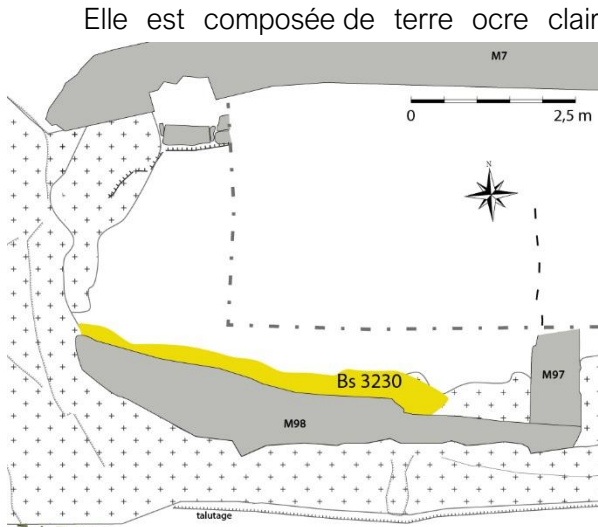 Elle est composée de terre ocre clair
M7
0 2,5 m
N
Bs 3230
M97
M98
talutage